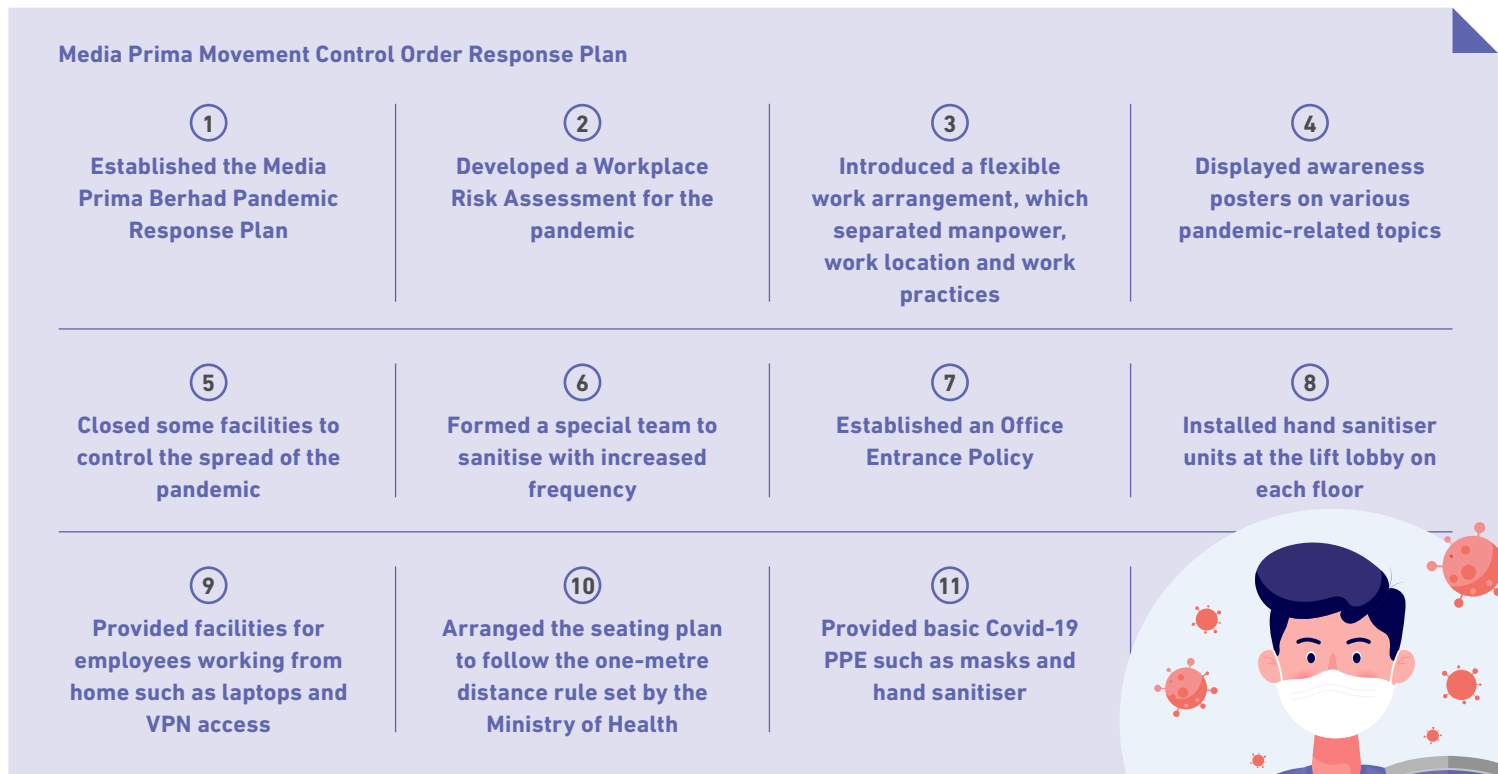 Media Prima Movement Control Order Response Plan
1
Established the Media
Prima Berhad Pandemic
Response Plan
2
Developed a Workplace
Risk Assessment for the
pandemic
3
Introduced a flexible
work arrangement, which
separated manpower,
work location and work
practices
4
Displayed awareness
posters on various
pandemic-related topics
5
Closed some facilities to
control the spread of the
pandemic
6
Formed a special team to
sanitise with increased
frequency
7
Established an Office
Entrance Policy
8
Installed hand sanitiser
units at the lift lobby on
each floor
9
Provided facilities for
employees working from
home such as laptops and
VPN access
10
Arranged the seating plan
to follow the one-metre
distance rule set by the
Ministry of Health
11
Provided basic Covid-19
PPE such as masks and
hand sanitiser